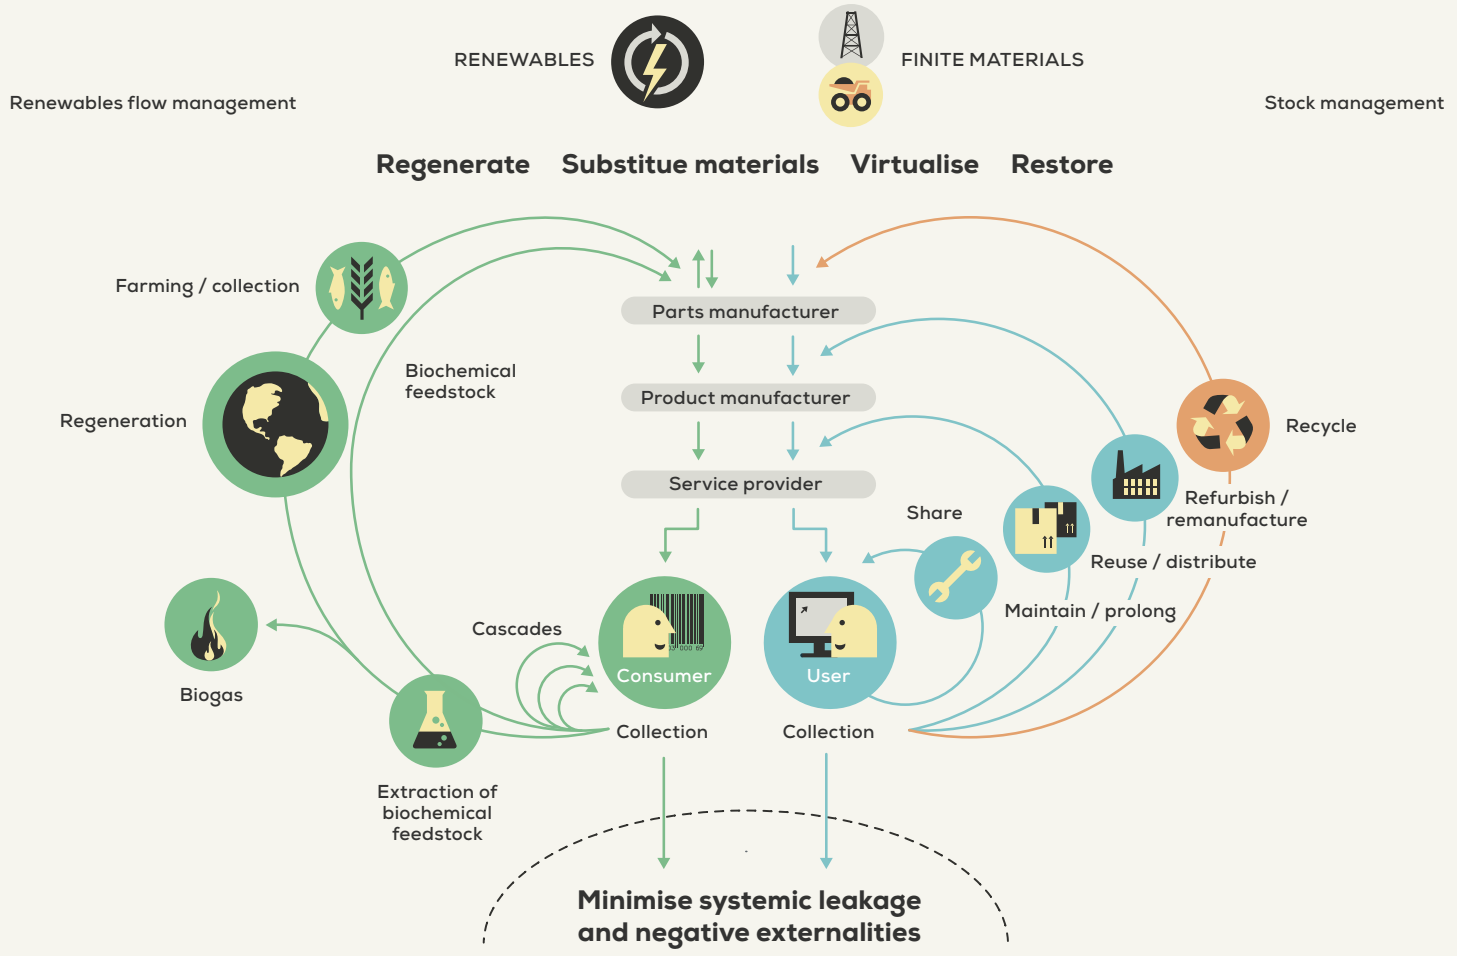 RENEWABLES
FINITE MATERIALS
Renewables flow management
Stock management
Regenerate Substitue materials Virtualise Restore
Farming / collection
Parts manufacturer
Biochemical
feedstock
Product manufacturer
Regeneration
Recycle
Service provider
Refurbish /
remanufacture
Share
Reuse / distribute
Maintain / prolong
Cascades
Consumer
User
Biogas
Collection
Collection
Extraction of
biochemical
feedstock
Minimise systemic leakage
and negative externalities